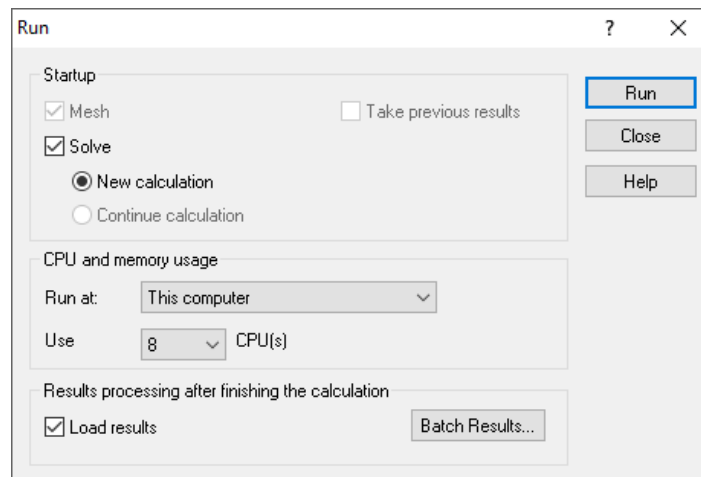 Run ? X
Startup
Mesh Take previous results Run
Solve Close
New calculation Help
Continue calculation
CPU and memory usage
Run at: This computer
Use 8 CPU(s)
Results processing after finishing the calculation
Load results Batch Results...